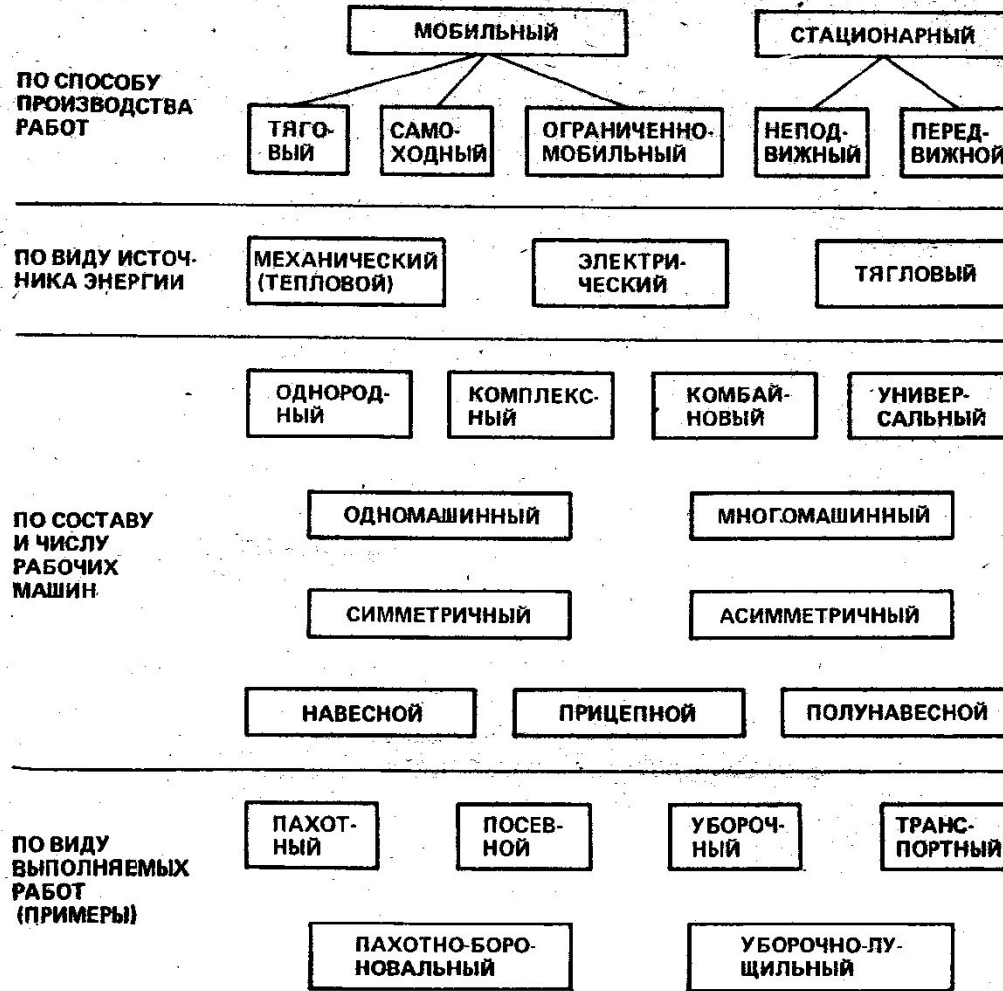 МОБИЛЬНЫЙ
СТАЦИОНАРНЫЙ
ПО СПОСОБУ
ПРОИЗВОДСТВА
РАБОТ
ТЯГО-
ВЫЙ
САМО-
ХОДНЫЙ
ОГРАНИЧЕННО-
МОБИЛЬНЫЙ
НЕПОД-
ВИЖНЫЙ
ПЕРЕД-
ВИЖНОЙ
ПО ВИДУ ИСТОЧ-
НИКА ЭНЕРГИИ
МЕХАНИЧЕСКИЙ
(ТЕПЛОВОЙ)
ЭЛЕКТРИ-
ЧЕСКИЙ
ТЯГЛОВЫЙ
ПО СОСТАВУ
И ЧИСЛУ
РАБОЧИХ
МАШИН
ОДНОРОД-
НЫЙ
КОМПЛЕКС-
НЫЙ
КОМБАЙ-
НОВЫЙ
УНИВЕР-
САЛЬНЫЙ
ОДНОМАШИННЫЙ
МНОГОМАШИННЫЙ
СИММЕТРИЧНЫЙ
АСИММЕТРИЧНЫЙ
НАВЕСНОЙ
ПРИЦЕПНОЙ
ПОЛУНАВЕСНОЙ
ПО ВИДУ
ВЫПОЛНЯЕМЫХ
РАБОТ
(ПРИМЕРЫ)
ПАХОТ-
НЫЙ
ПОСЕВ-
НОЙ
УБОРОЧ-
НЫЙ
ТРАНС-
ПОРТНЫЙ
ПАХОТНО-БОРО-
НОВАЛЬНЫЙ
УБОРОЧНО-ЛУ-
ЩИЛЬНЫЙ